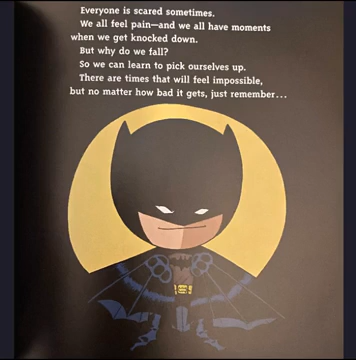 Everyone is scared sometimes.
We all feel pain—and we all have moments
when we get knocked down.
But why do we fall?
So we can learn to pick ourselves up.
There are times that will feel impossible,
but no matter how bad it gets, just remember...